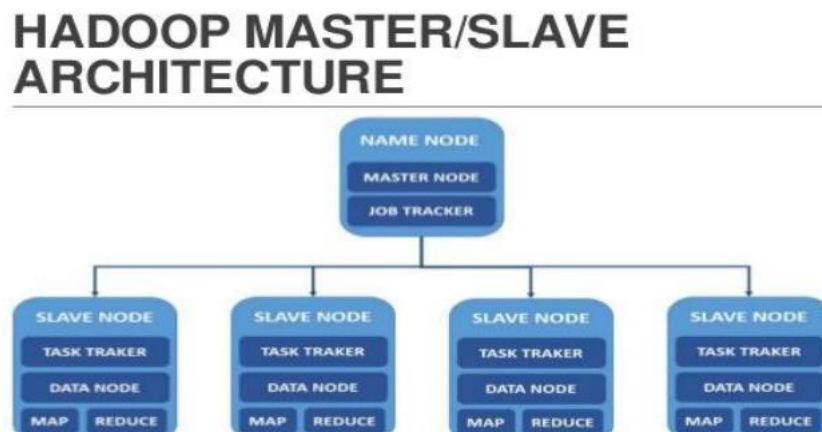 HADOOP MASTER/SLAVE
ARCHITECTURE
NAME NODE
MASTER NODE
JOB TRACKER
SLAVE NODE
TASK TRAKER
DATA NODE
MAP REDUCE
SLAVE NODE
TASK TRAKER
DATA NODE
MAP REDUCE
SLAVE NODE
TASK TRAKER
DATA NODE
MAP REDUCE
SLAVE NODE
TASK TRAKER
DATA NODE
MAP REDUCE